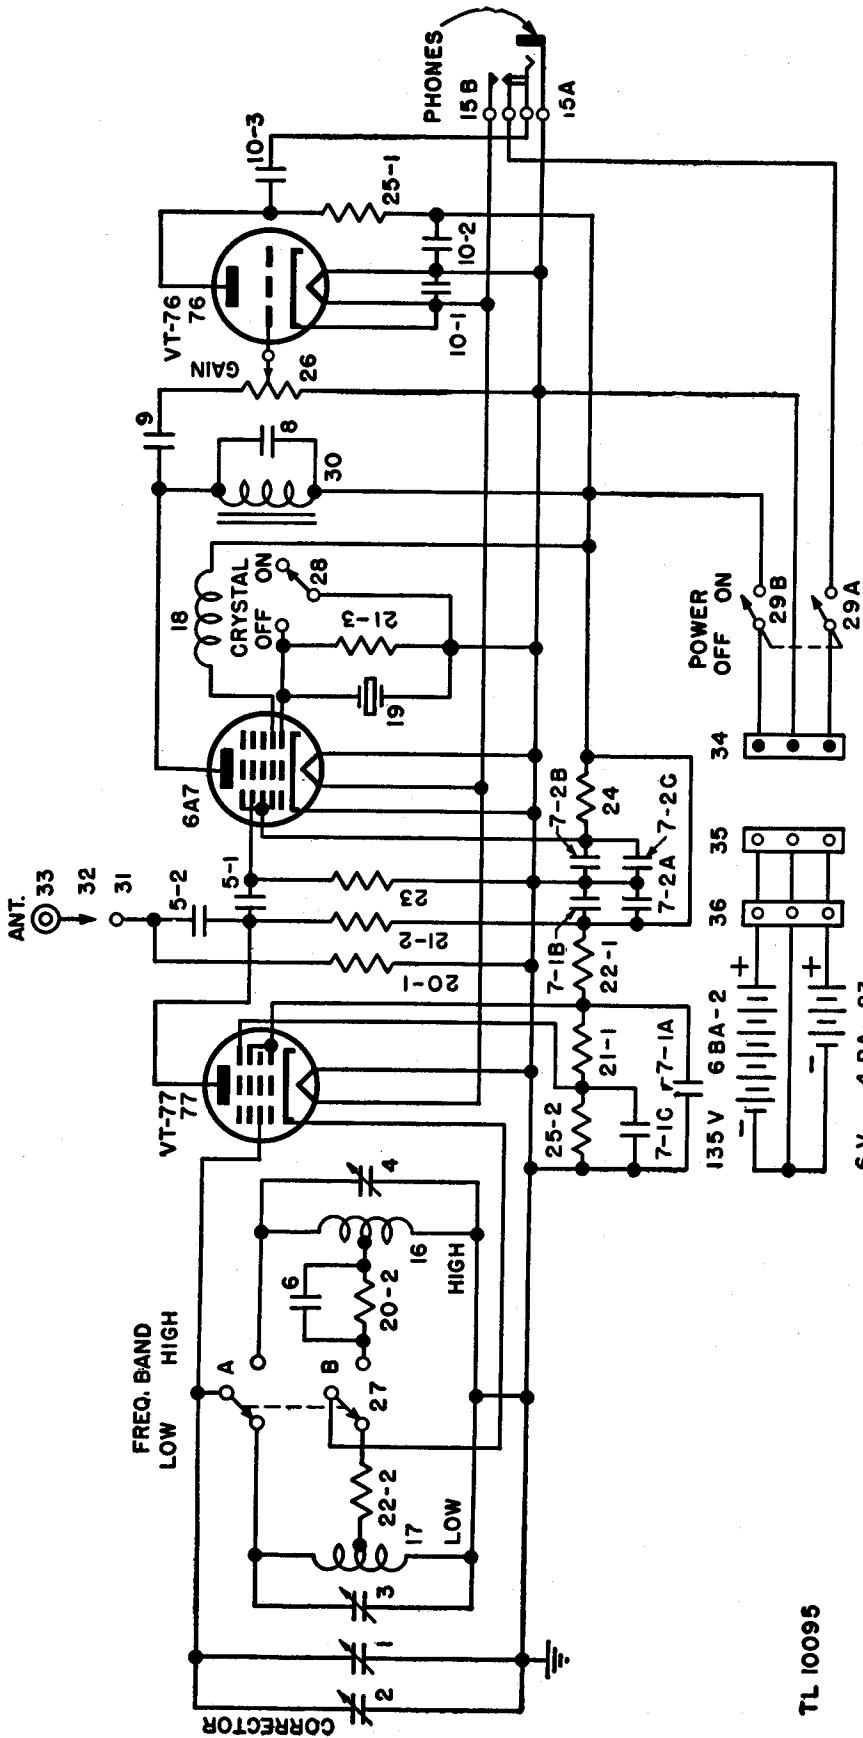 CORRECTOR
2
1
3
17
LOW
22-2
FREQ. BAND
LOW HIGH
A
B
27
6
20-2
16
HIGH
4
VT-77
77
ANT.
33
32
31
5-2
5-1
20-1
21-2
23
25-2
21-1
22-1
7-1C
7-1A
7-1B
7-2A
7-2B
7-2C
24
6A7
18
CRYSTAL
OFF ON
28
21-3
19
30
8
9
GAIN
26
VT-76
76
10-1
10-2
25-1
10-3
PHONES
15B
15A
POWER
OFF ON
29B
29A
34
35
36
135V 6 BA-2
+
-
+
-
TL 10095